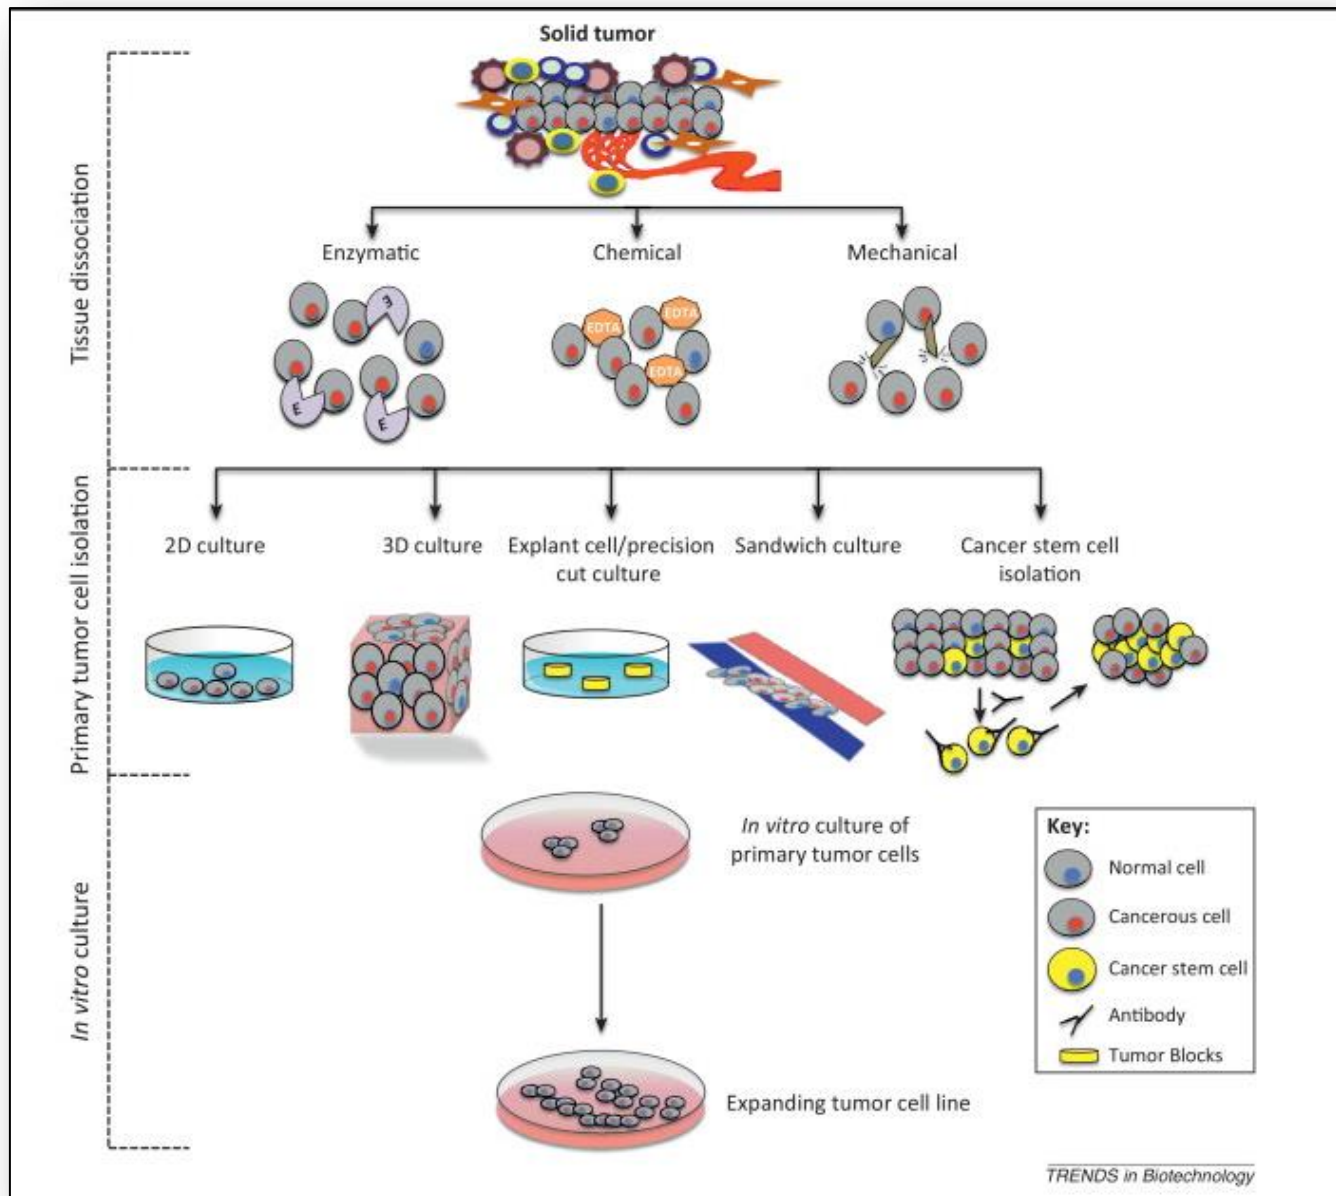 Solid tumor
Tissue dissociation
Enzymatic
Chemical
Mechanical
E
E
E
EDTA
EDTA
EDTA
Primary tumor cell isolation
2D culture
3D culture
Explant cell/precision
cut culture
Sandwich culture
Cancer stem cell
isolation
In vitro culture
In vitro culture of
primary tumor cells
Expanding tumor cell line
Key:
Normal cell
Cancerous cell
Cancer stem cell
Antibody
Tumor Blocks
TRENDS in Biotechnology